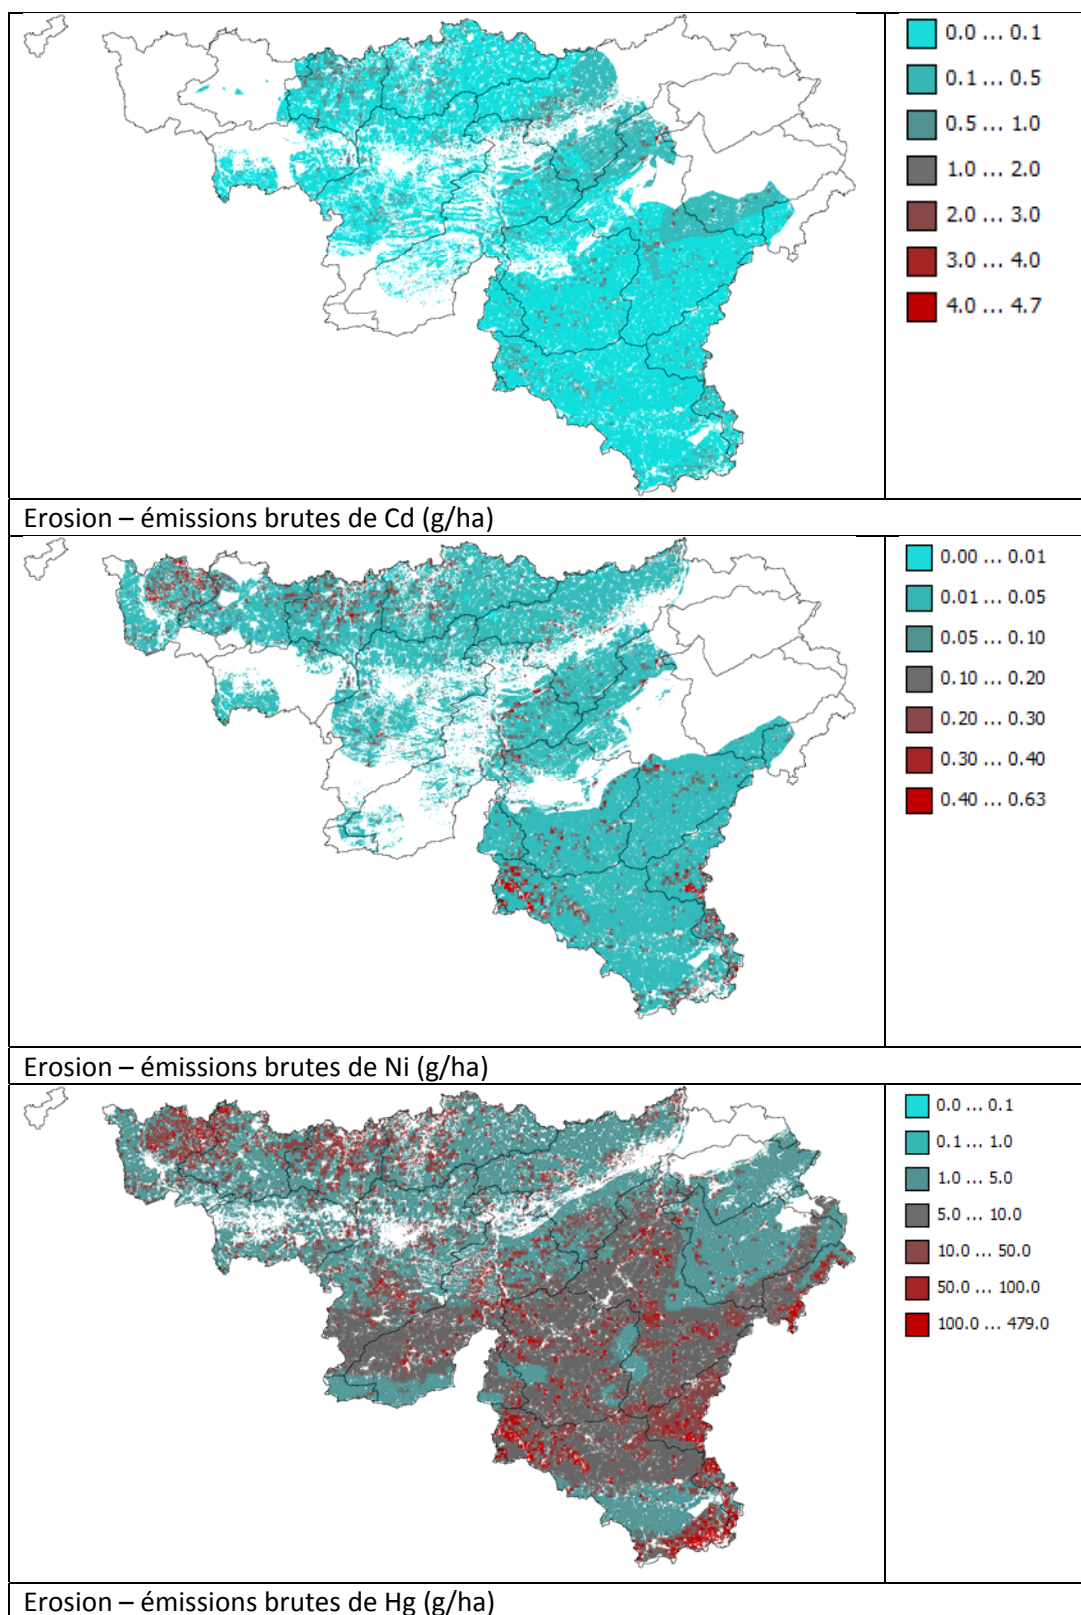 0.0 ... 0.1
0.1 ... 0.5
0.5 ... 1.0
1.0 ... 2.0
2.0 ... 3.0
3.0 ... 4.0
4.0 ... 4.7
Erosion – émissions brutes de Cd (g/ha)
0.00 ... 0.01
0.01 ... 0.05
0.05 ... 0.10
0.10 ... 0.20
0.20 ... 0.30
0.30 ... 0.40
0.40 ... 0.63
Erosion – émissions brutes de Ni (g/ha)
0.0 ... 0.1
0.1 ... 1.0
1.0 ... 5.0
5.0 ... 10.0
10.0 ... 50.0
50.0 ... 100.0
100.0 ... 479.0
Erosion – émissions brutes de Hg (g/ha)